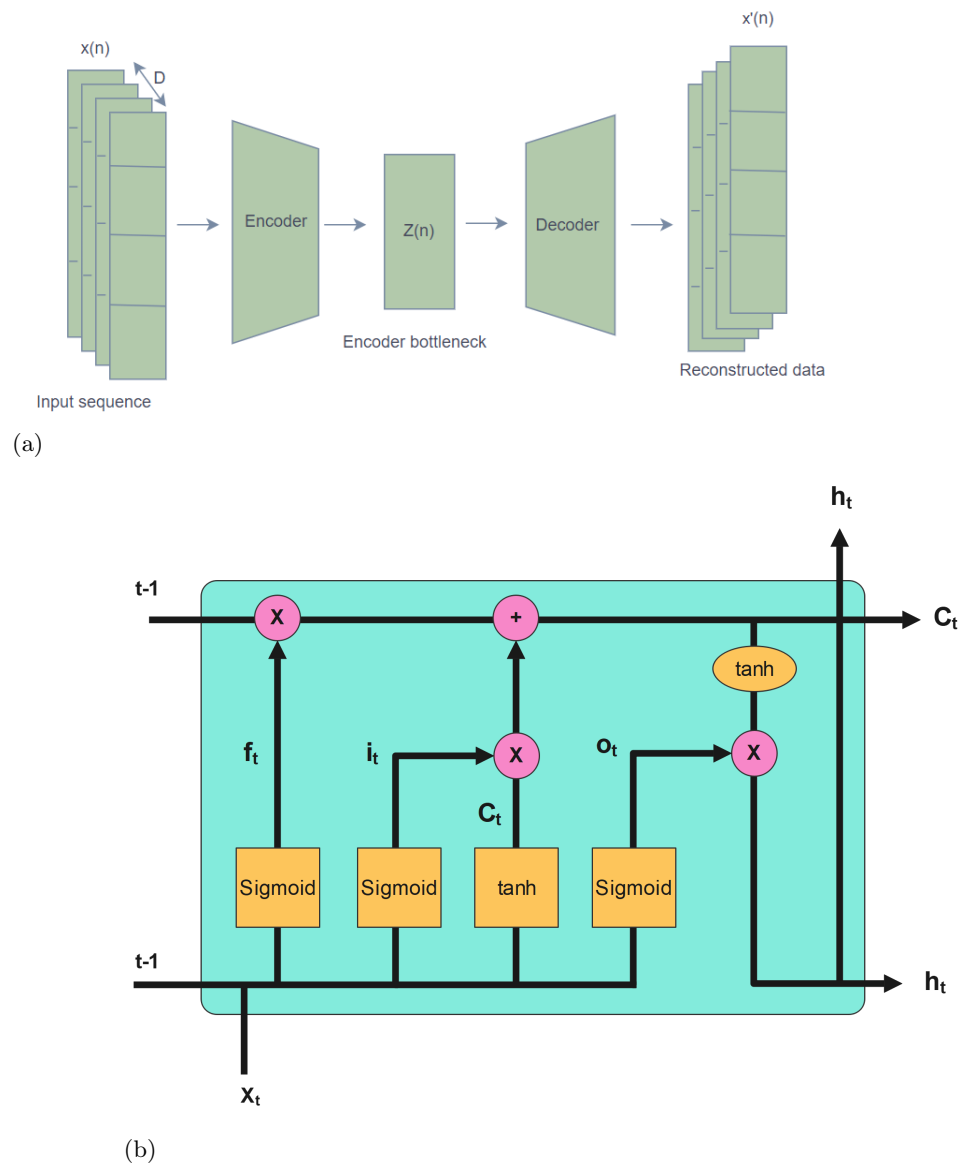 x(n)
D
x'(n)
Encoder
Z(n)
Decoder
Encoder bottleneck
Reconstructed data
Input sequence
(a)
hₜ
t-1
X
+
Cₜ
tanh
fₜ
iₜ
X
oₜ
X
Cₜ
Sigmoid
Sigmoid
tanh
Sigmoid
t-1
hₜ
Xₜ
(b)